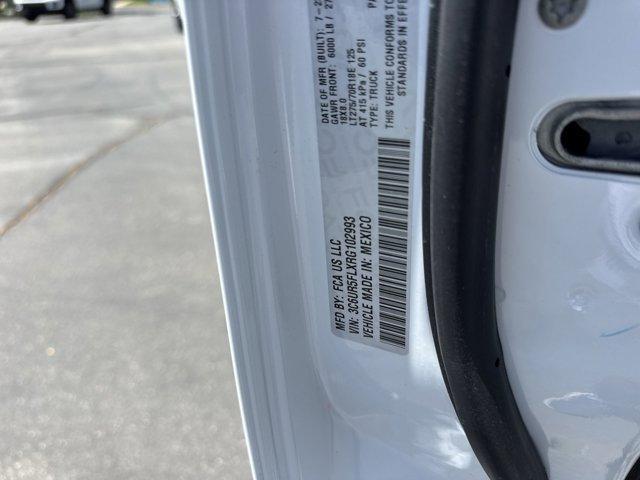 MFD BY: FCA US LLC
VIN: 3C6UR5FLXRG102993
VEHICLE MADE IN: MEXICO
DATE OF MFR (BUILT): 7-2
GAWR FRONT: 6000 LB / 27
18X8.0
LT275/70R18E 125
AT 415 kPa / 60 PSI
TYPE: TRUCK
THIS VEHICLE CONFORMS TO
STANDARDS IN EFFE